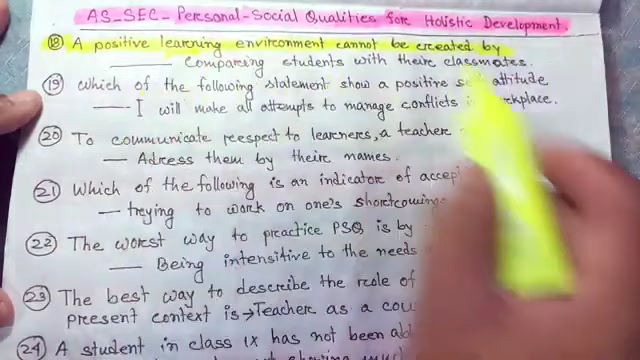 AS_SEC_Personal-Social Qualities for Holistic Development.
18 A positive learning environment cannot be created by
—— Comparing students with their classmates.
19 Which of the following statement show a positive attitude
—— I will make all attempts to manage conflicts
20 To communicate respect to learners, a teacher
—— Adress them by their names.
21 Which of the following is an indicator of
—— trying to work on one's shortcomings
22 The worst way to practice PSQ is by
—— Being intensitive to the needs
23 The best way to describe the role of
present context is → Teacher as a
24 A student in class IX has not been